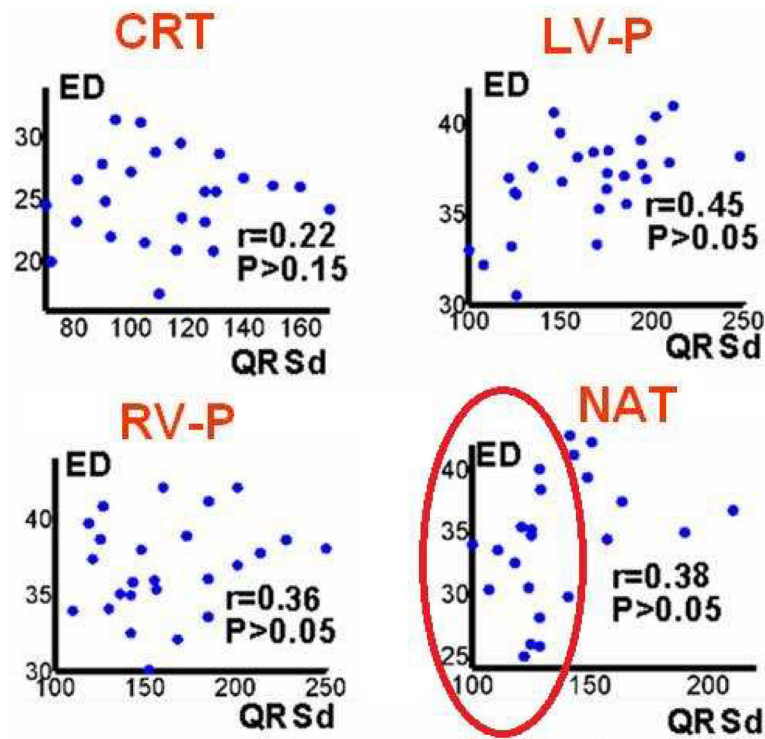 CRT
ED
30
25
20
r=0.22
P>0.15
80 100 120 140 160
QRSd
LV-P
ED
40
35
30
r=0.45
P>0.05
100 150 200 250
QRSd
RV-P
ED
40
35
30
r=0.36
P>0.05
100 150 200 250
QRSd
NAT
ED
40
35
30
25
r=0.38
P>0.05
100 150 200
QRSd